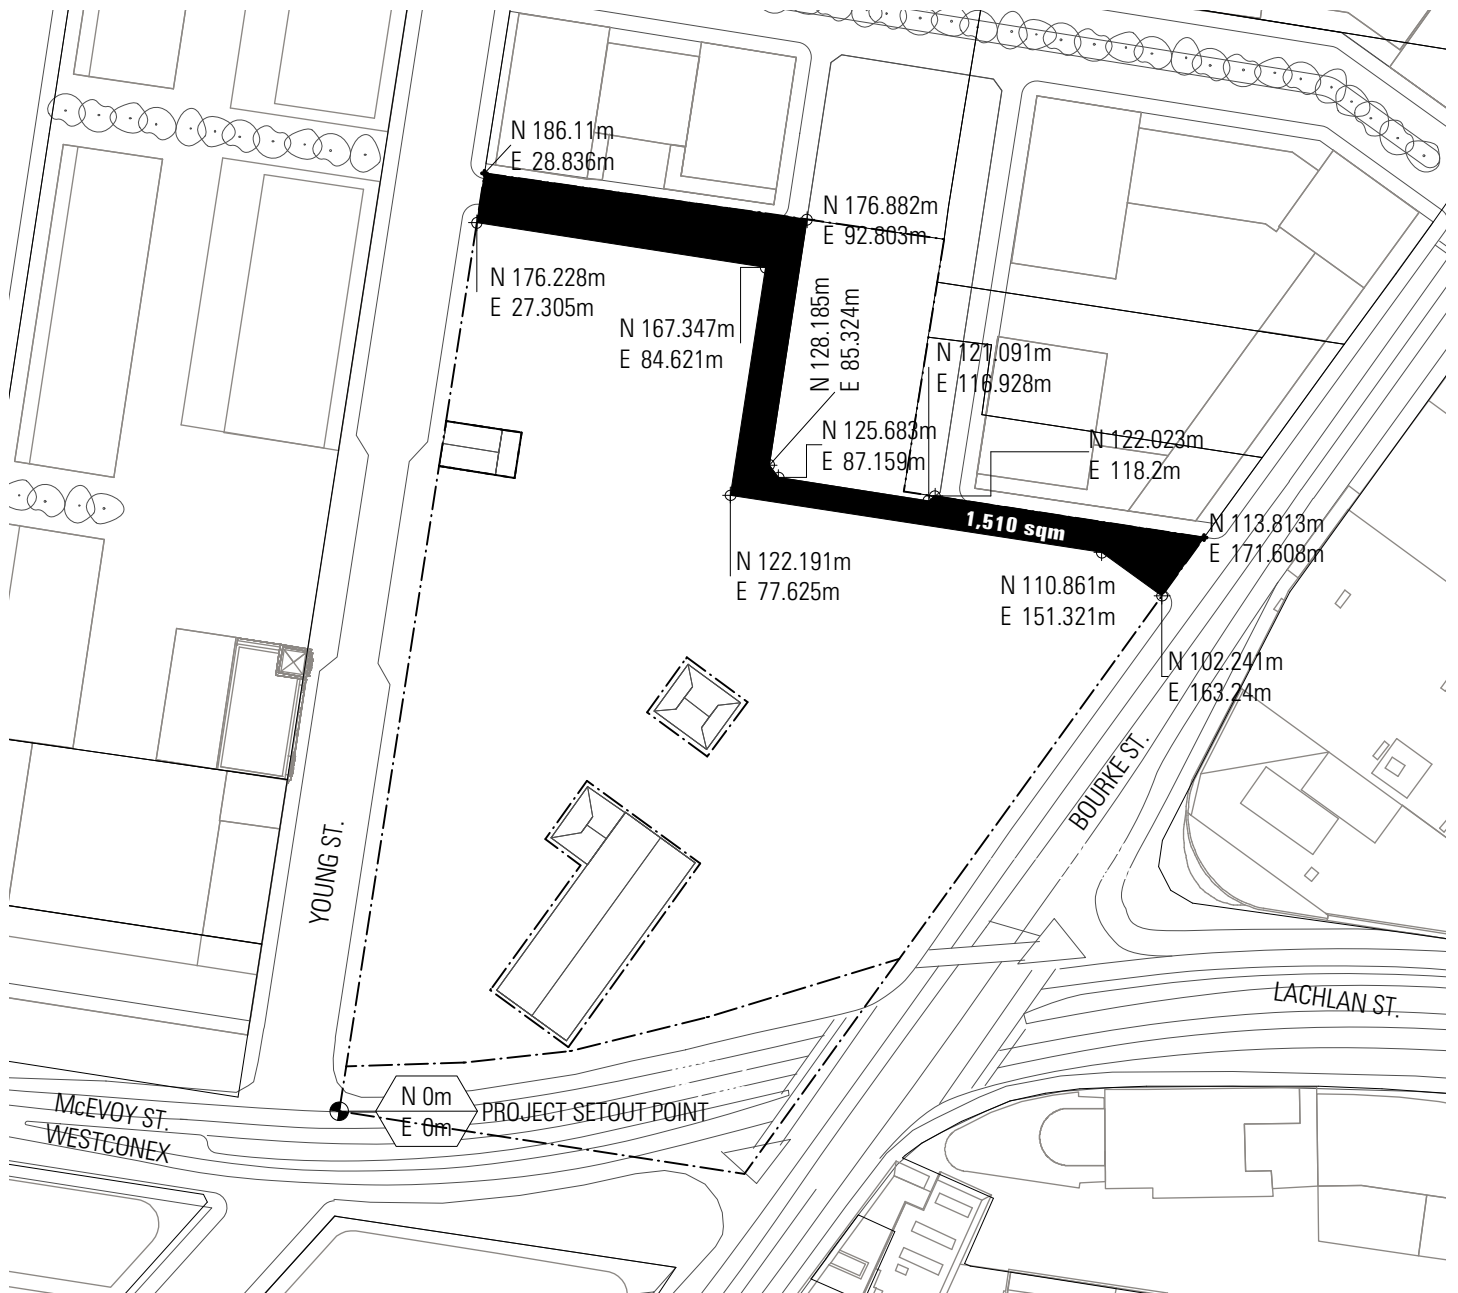 N 186.11m
E 28.836m
N 176.882m
E 92.803m
N 176.228m
E 27.305m
N 167.347m
E 84.621m
N 128.185m
E 85.324m
N 121.091m
E 116.928m
N 125.683m
E 87.159m
N 122.023m
E 118.2m
1,510 sqm
N 113.813m
E 171.608m
N 122.191m
E 77.625m
N 110.861m
E 151.321m
N 102.241m
E 163.24m
BOURKE ST.
YOUNG ST.
LACHLAN ST.
N 0m
E 0m
PROJECT SETOUT POINT
McEVOY ST.
WESTCONEX